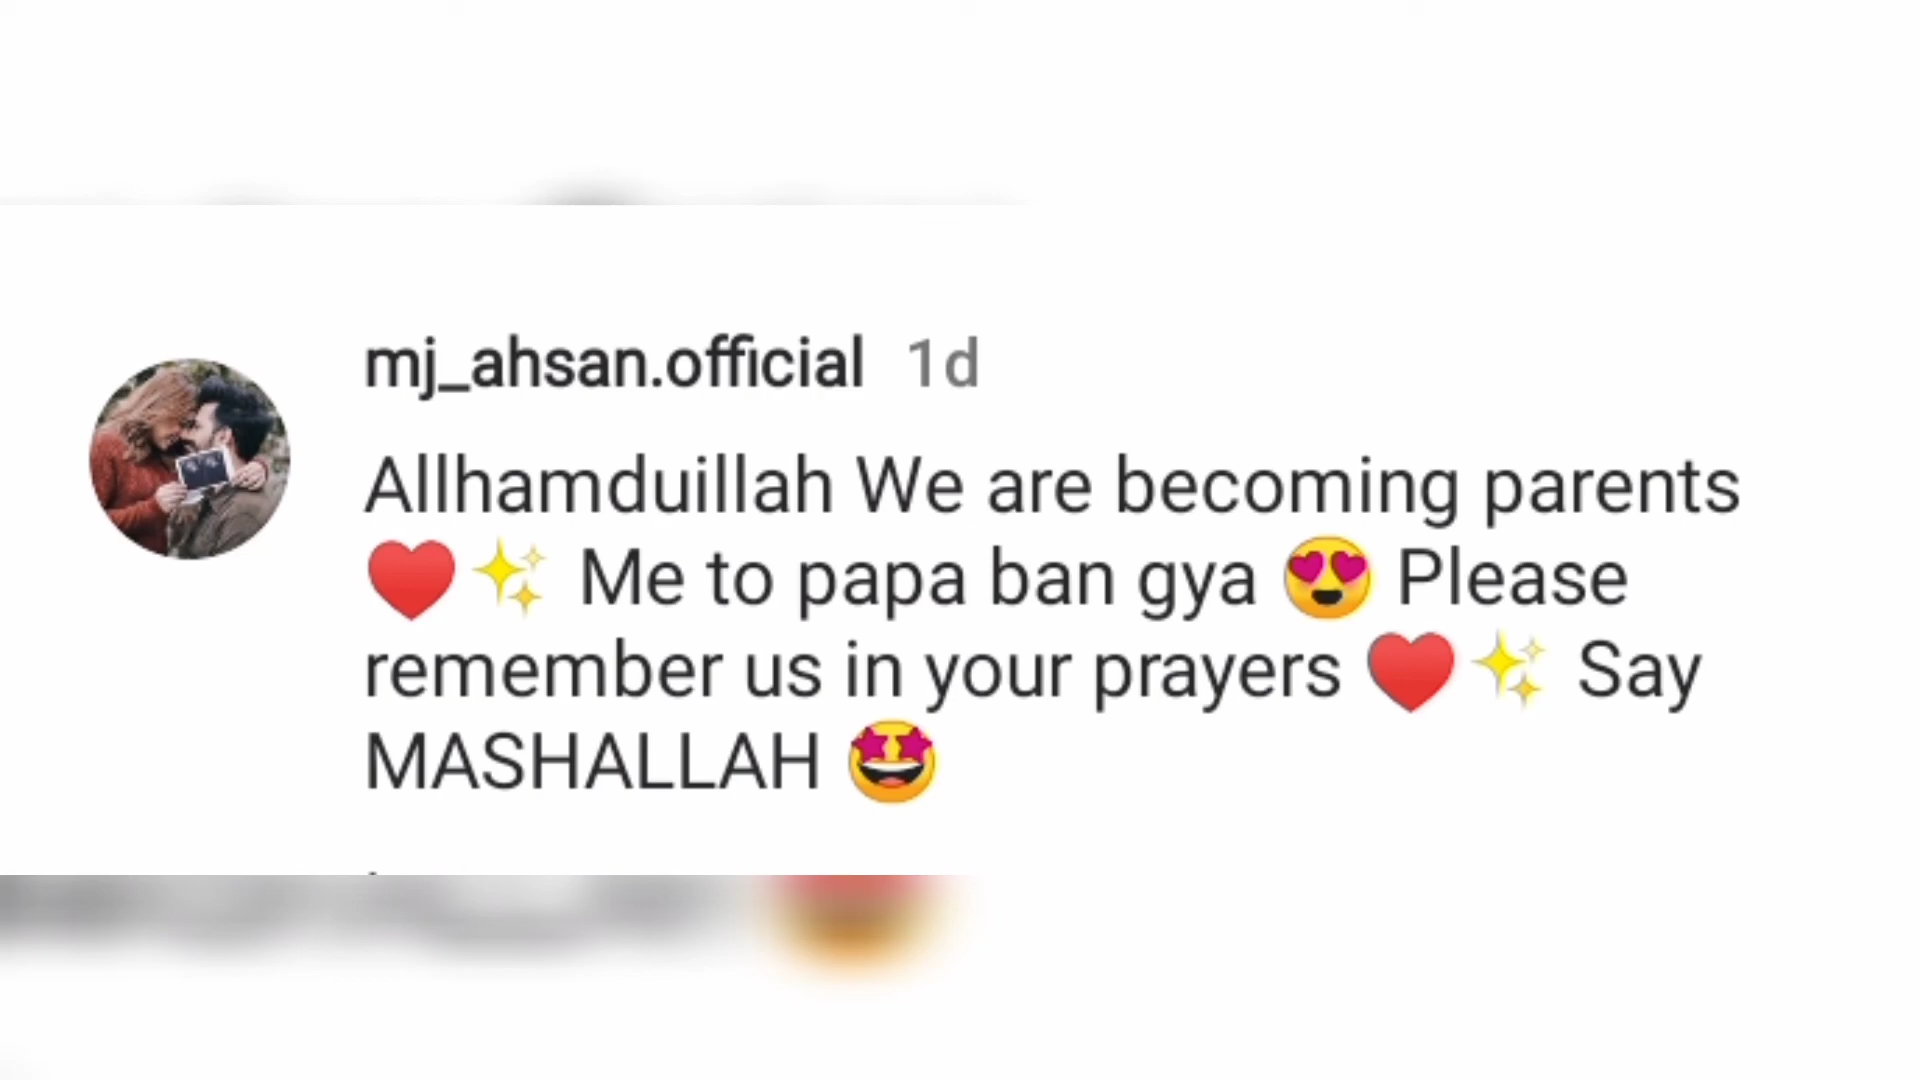 mj_ahsan.official 1d
Allhamduillah We are becoming parents
❤️✨ Me to papa ban gya 😍 Please
remember us in your prayers ❤️✨ Say
MASHALLAH 🤩